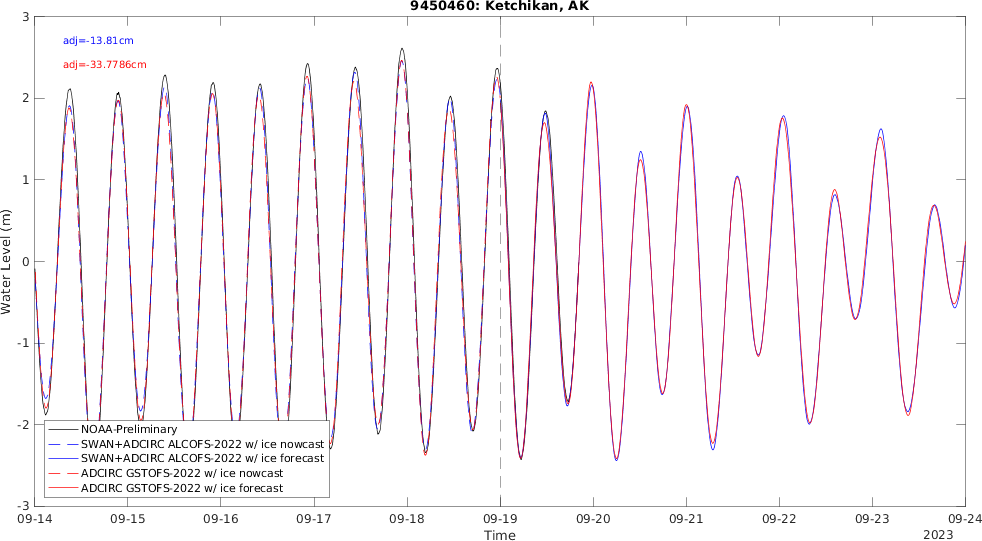 9450460: Ketchikan, AK
adj=-13.81cm
adj=-33.7786cm
Water Level (m)
3
2
1
0
-1
-2
-3
NOAA-Preliminary
SWAN+ADCIRC ALCOFS-2022 w/ ice nowcast
SWAN+ADCIRC ALCOFS-2022 w/ ice forecast
ADCIRC GSTOFS-2022 w/ ice nowcast
ADCIRC GSTOFS-2022 w/ ice forecast
09-14 09-15 09-16 09-17 09-18 09-19 09-20 09-21 09-22 09-23 09-24
Time
2023